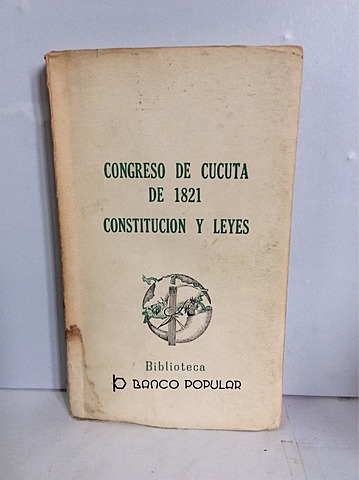 CONGRESO DE CUCUTA
DE 1821
CONSTITUCION Y LEYES
Biblioteca
BANCO POPULAR